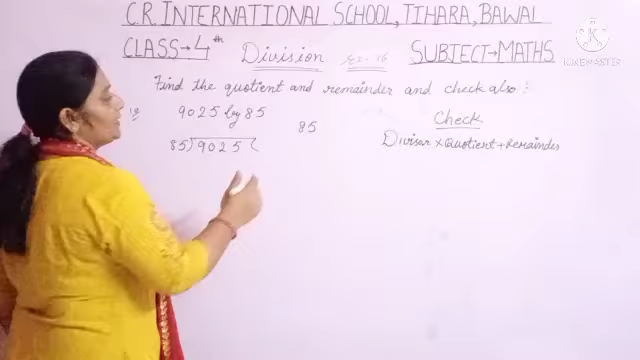 C.R. INTERNATIONAL SCHOOL, TIHARA, BAWAL
CLASS→4th Division Ex-16 SUBJECT→MATHS
Find the quotient and remainder and check also:
9025 by 85
85
Check
85)9025(
Divisor × Quotient + Remainder
KINEMASTER